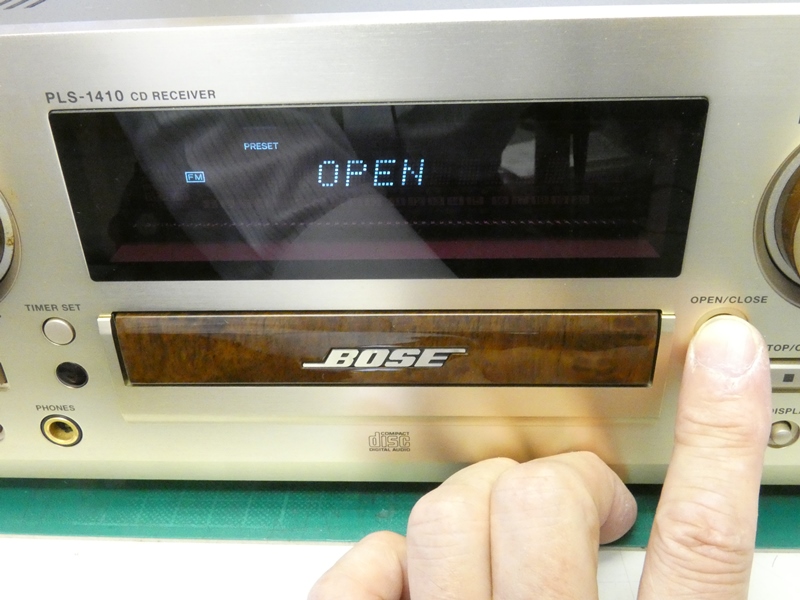 PLS-1410 CD RECEIVER
PRESET
FM
OPEN
OPEN/CLOSE
TIMER SET
BOSE
PHONES
COMPACT
disc
DIGITAL AUDIO